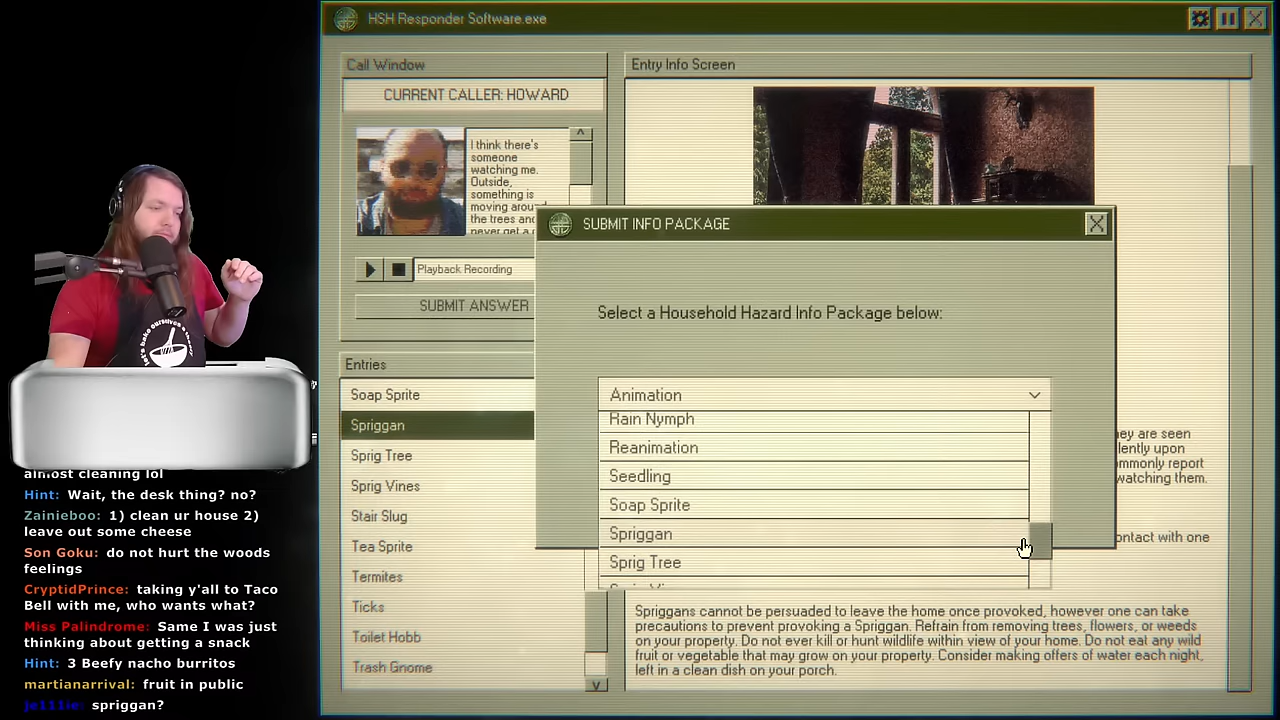 HSH Responder Software.exe
Call Window
CURRENT CALLER: HOWARD
I think there's
someone
watching me.
Outside,
something is
moving
the trees and
never get a
Playback Recording
SUBMIT ANSWER
Entries
Soap Sprite
Spriggan
Sprig Tree
Sprig Vines
Stair Slug
Tea Sprite
Termites
Ticks
Toilet Hobb
Trash Gnome
Entry Info Screen
SUBMIT INFO PACKAGE
Select a Household Hazard Info Package below:
Animation
Rain Nymph
Reanimation
Seedling
Soap Sprite
Spriggan
Sprig Tree
hey are seen
lently upon
ommonly report
watching them.
ontact with one
Spriggans cannot be persuaded to leave the home once provoked, however one can take
precautions to prevent provoking a Spriggan. Refrain from removing trees, flowers, or weeds
on your property. Do not ever kill or hunt wildlife within view of your home. Do not eat any wild
fruit or vegetable that may grow on your property. Consider making offers of water each night,
left in a clean dish on your porch.
almost cleaning lol
Hint: Wait, the desk thing? no?
Zainieboo: 1) clean ur house 2)
leave out some cheese
Son Goku: do not hurt the woods
feelings
CryptidPrince: taking y'all to Taco
Bell with me, who wants what?
Miss Palindrome: Same I was just
thinking about getting a snack
Hint: 3 Beefy nacho burritos
martianarrival: fruit in public
je111ie: spriggan?